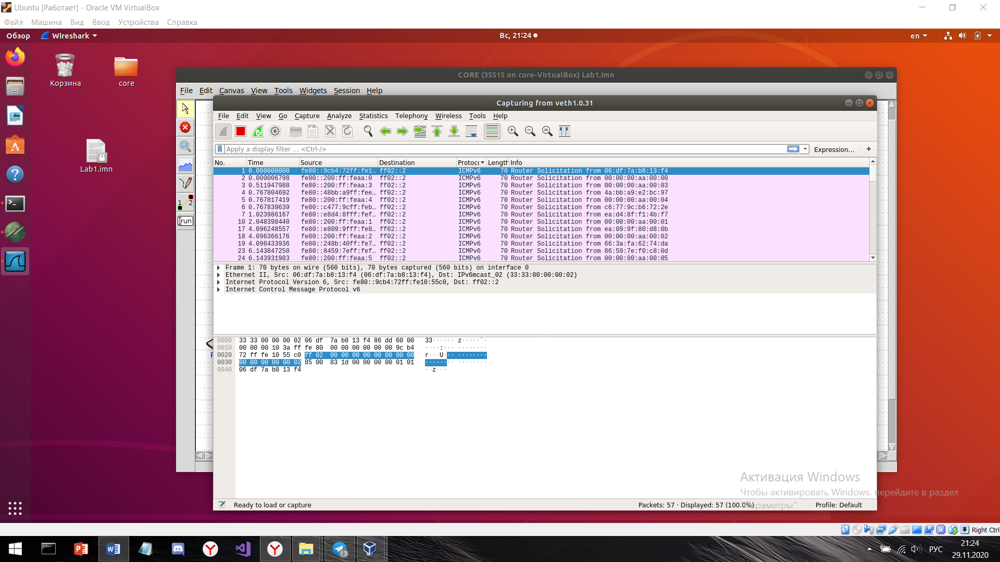 Ubuntu [Работает] - Oracle VM VirtualBox
Файл Машина Вид Ввод Устройства Справка
Обзор Wireshark Вс, 21:24 en
Корзина core
Lab1.imn
CORE (35515 on core-VirtualBox) Lab1.imn
File Edit Canvas View Tools Widgets Session Help
1 2
run
Capturing from veth1.0.31
File Edit View Go Capture Analyze Statistics Telephony Wireless Tools Help
Apply a display filter ... <Ctrl-/> Expression... +
No. Time Source Destination Protoc Length Info
1 0.000000000 fe80::9cb4:72ff:fe1… ff02::2 ICMPv6 70 Router Solicitation from 06:df:7a:b8:13:f4
2 0.000006798 fe80::200:ff:feaa:0 ff02::2 ICMPv6 70 Router Solicitation from 00:00:00:aa:00:00
3 0.511947988 fe80::200:ff:feaa:3 ff02::2 ICMPv6 70 Router Solicitation from 00:00:00:aa:00:03
4 0.767804692 fe80::48bb:a9ff:fee… ff02::2 ICMPv6 70 Router Solicitation from 4a:bb:a9:e2:bc:97
5 0.767817419 fe80::200:ff:feaa:4 ff02::2 ICMPv6 70 Router Solicitation from 00:00:00:aa:00:04
6 0.767839639 fe80::c477:9cff:feb… ff02::2 ICMPv6 70 Router Solicitation from c6:77:9c:b6:72:2e
7 1.023986167 fe80::e8d4:8fff:fef… ff02::2 ICMPv6 70 Router Solicitation from ea:d4:8f:f1:4b:f7
10 2.048398440 fe80::200:ff:feaa:1 ff02::2 ICMPv6 70 Router Solicitation from 00:00:00:aa:00:01
17 4.096248557 fe80::e809:9fff:fe8… ff02::2 ICMPv6 70 Router Solicitation from ea:09:9f:80:d8:0b
18 4.096366176 fe80::200:ff:feaa:2 ff02::2 ICMPv6 70 Router Solicitation from 00:00:00:aa:00:02
19 4.096433936 fe80::248b:40ff:fe7… ff02::2 ICMPv6 70 Router Solicitation from 66:3a:fa:62:74:da
23 6.143847250 fe80::8459:7eff:fef… ff02::2 ICMPv6 70 Router Solicitation from 86:59:7e:f0:c8:0d
24 6.143931983 fe80::200:ff:feaa:5 ff02::2 ICMPv6 70 Router Solicitation from 00:00:00:aa:00:05
Frame 1: 70 bytes on wire (560 bits), 70 bytes captured (560 bits) on interface 0
Ethernet II, Src: 06:df:7a:b8:13:f4 (06:df:7a:b8:13:f4), Dst: IPv6mcast_02 (33:33:00:00:00:02)
Internet Protocol Version 6, Src: fe80::9cb4:72ff:fe10:55c0, Dst: ff02::2
Internet Control Message Protocol v6
0000 33 33 00 00 00 02 06 df 7a b8 13 f4 86 dd 60 00 33······ z·····`·
0010 00 00 00 10 3a ff fe 80 00 00 00 00 00 00 9c b4 ····:··· ········
0020 72 ff fe 10 55 c0 ff 02 00 00 00 00 00 00 00 00 r···U··· ········
0030 00 00 00 00 00 02 85 00 83 1d 00 00 00 00 01 01 ········ ········
0040 06 df 7a b8 13 f4 ··z···
Ready to load or capture Packets: 57 · Displayed: 57 (100.0%) Profile: Default
Активация Windows
Чтобы активировать Windows, перейдите в раздел
"Параметры".
Right Ctrl
13 РУС 21:24
29.11.2020